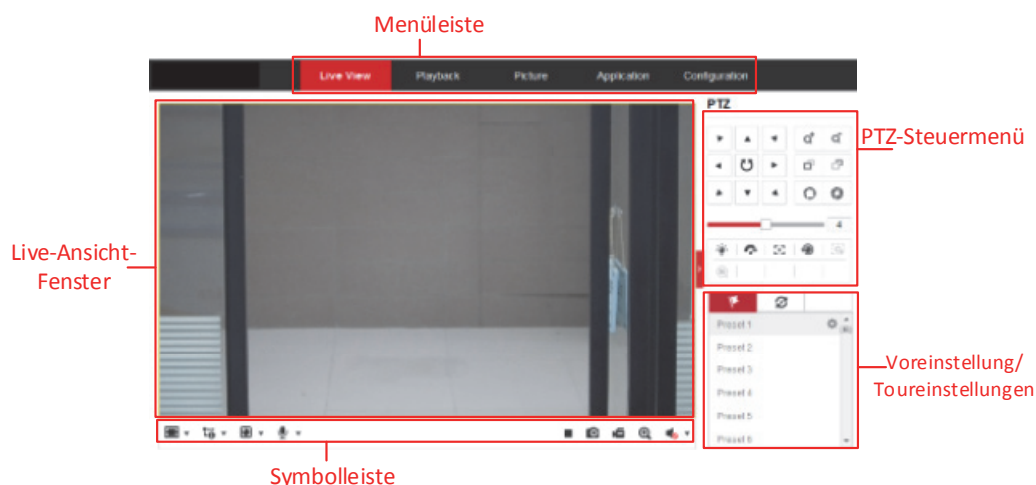 Menüleiste
Live View Playback Picture Application Configuration
PTZ
PTZ-Steuermenü
4
Live-Ansicht-
Fenster
Preset 1
Preset 2
Preset 3
Preset 4
Preset 5
Preset 6
Voreinstellung/
Toureinstellungen
Symbolleiste